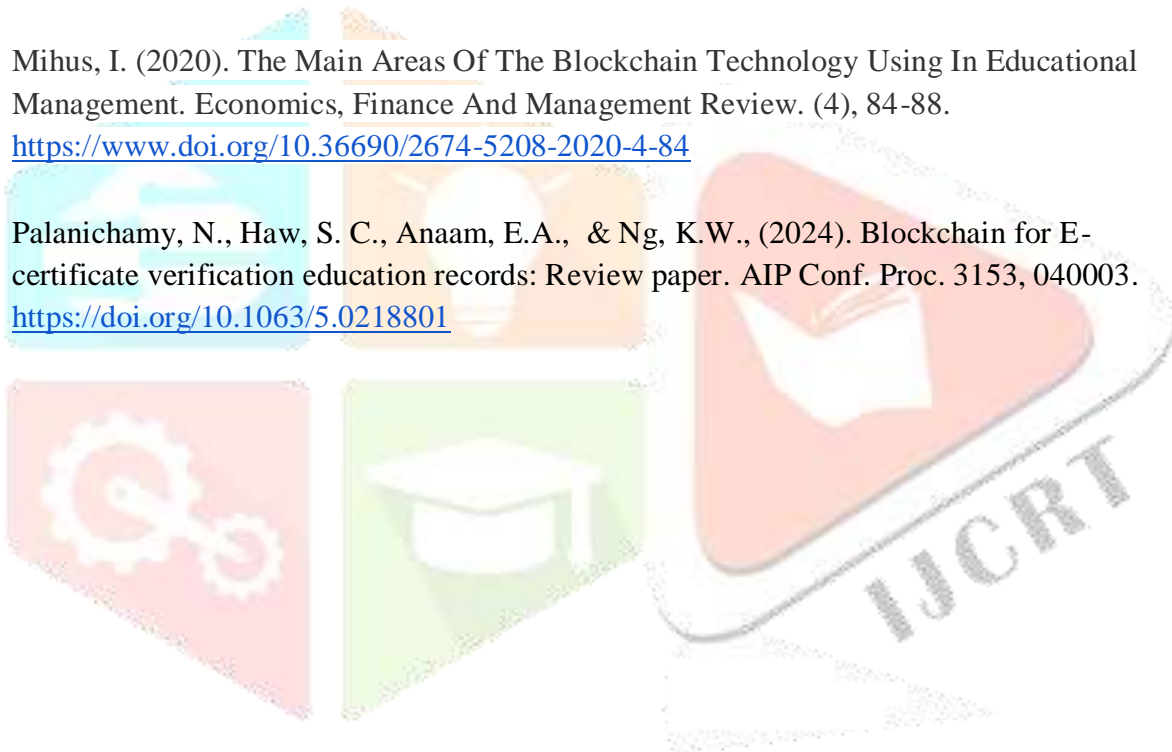 Mihus, I. (2020). The Main Areas Of The Blockchain Technology Using In Educational
Management. Economics, Finance And Management Review. (4), 84-88.
https://www.doi.org/10.36690/2674-5208-2020-4-84
Palanichamy, N., Haw, S. C., Anaam, E.A., & Ng, K.W., (2024). Blockchain for E-
certificate verification education records: Review paper. AIP Conf. Proc. 3153, 040003.
https://doi.org/10.1063/5.0218801
IJCRT